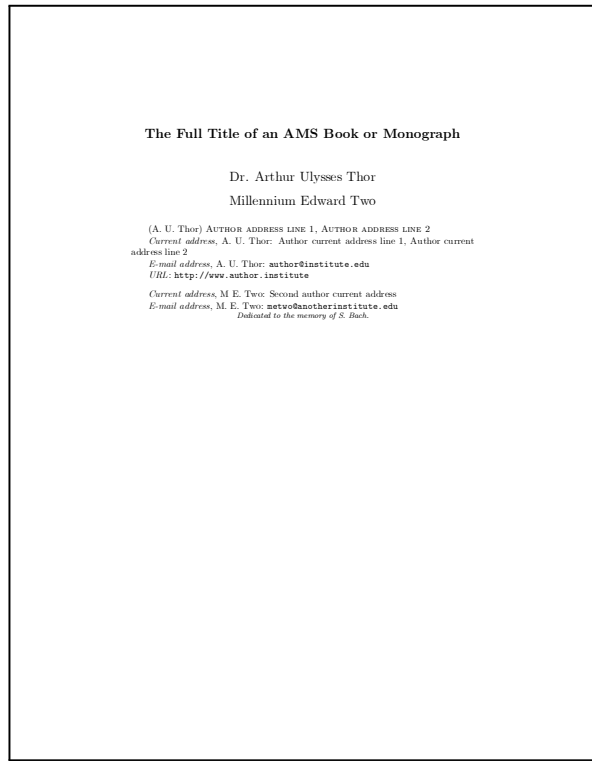 The Full Title of an AMS Book or Monograph
Dr. Arthur Ulysses Thor
Millennium Edward Two
(A. U. Thor) Author address line 1, Author address line 2
Current address, A. U. Thor: Author current address line 1, Author current
address line 2
E-mail address, A. U. Thor: author@institute.edu
URL: http://www.author.institute
Current address, M E. Two: Second author current address
E-mail address, M. E. Two: metwo@anotherinstitute.edu
Dedicated to the memory of S. Bach.